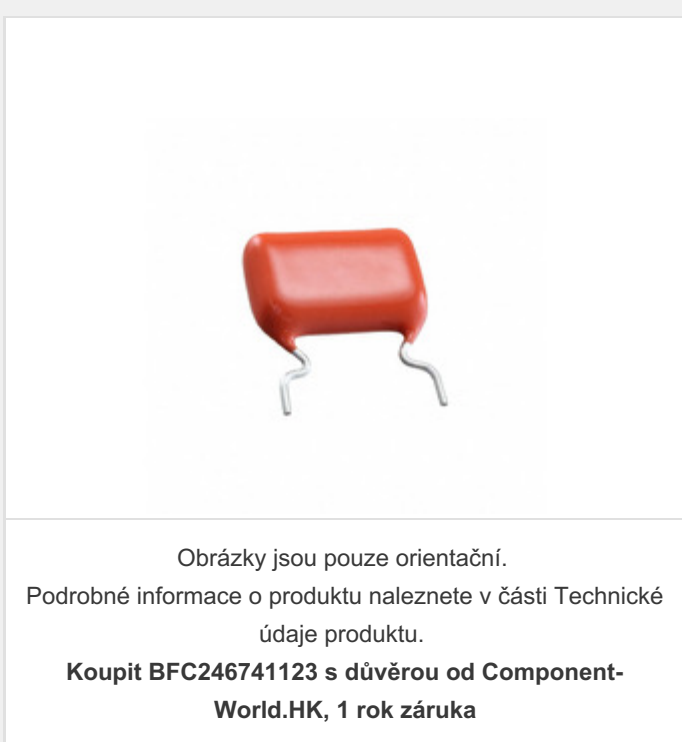 Obrázky jsou pouze orientační.
Podrobné informace o produktu naleznete v části Technické
údaje produktu.
Koupit BFC246741123 s důvěrou od Component-
World.HK, 1 rok záruka